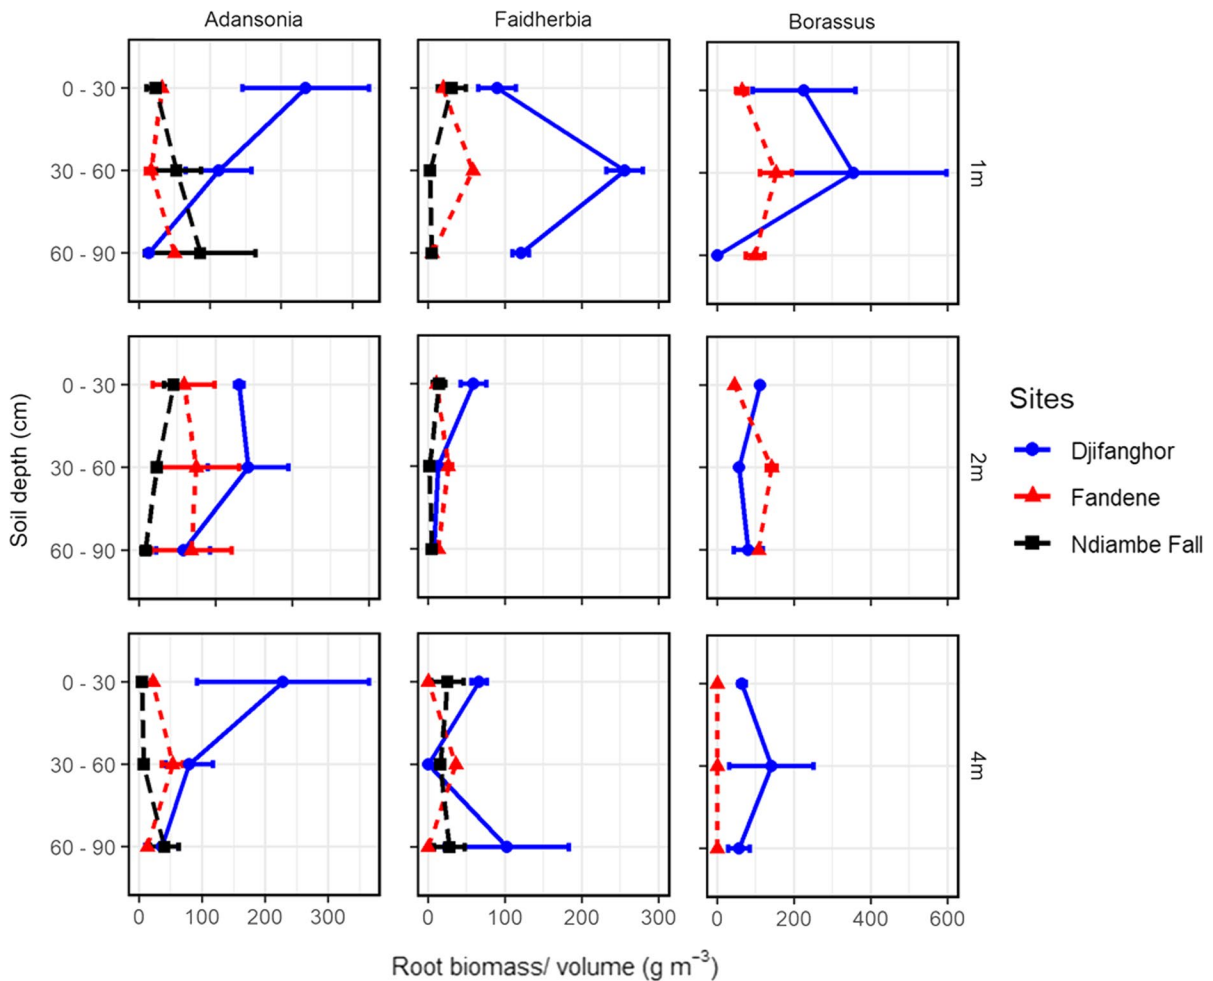 Adansonia Faidherbia Borassus
0 - 30
30 - 60
60 - 90
1m
0 - 30
30 - 60
60 - 90
2m
0 - 30
30 - 60
60 - 90
4m
0 100 200 300 0 100 200 300 0 200 400 600
Soil depth (cm)
Root biomass/ volume (g m⁻³)
Sites
Djifanghor
Fandene
Ndiambe Fall